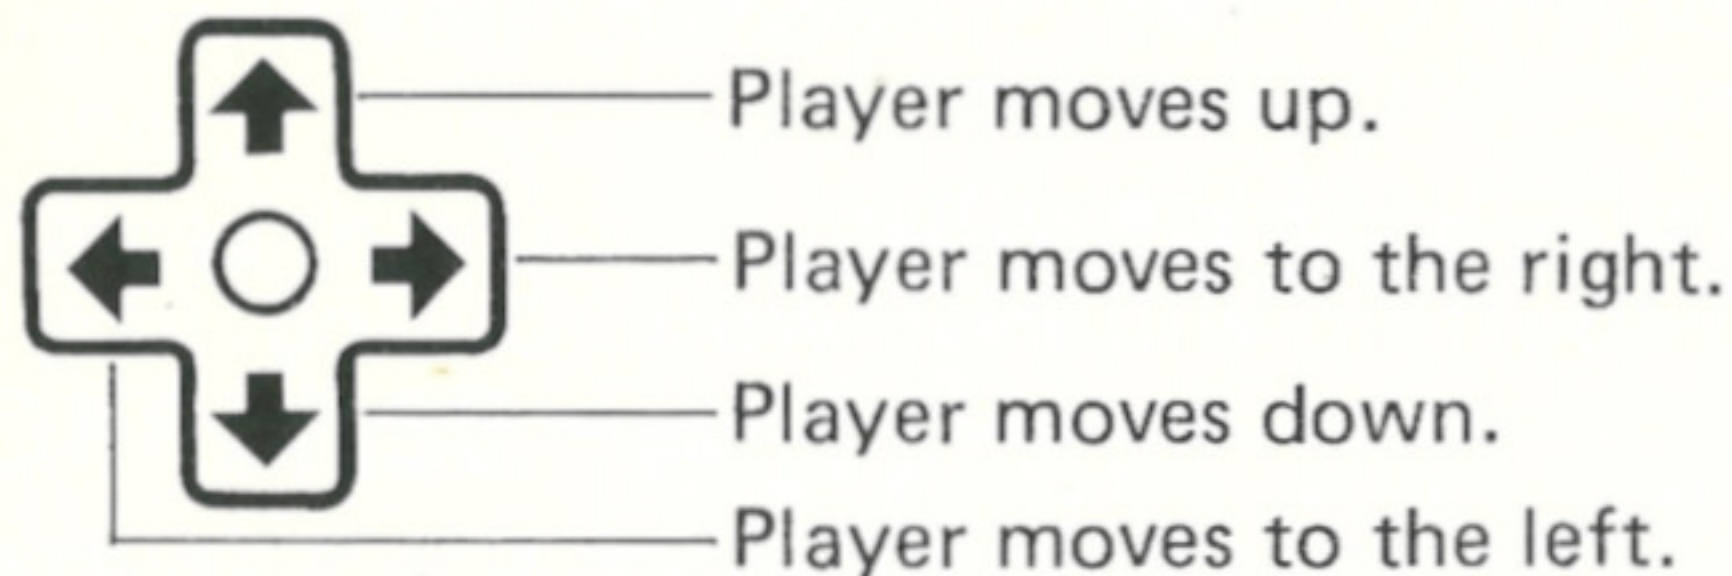 Player moves up.
Player moves to the right.
Player moves down.
Player moves to the left.